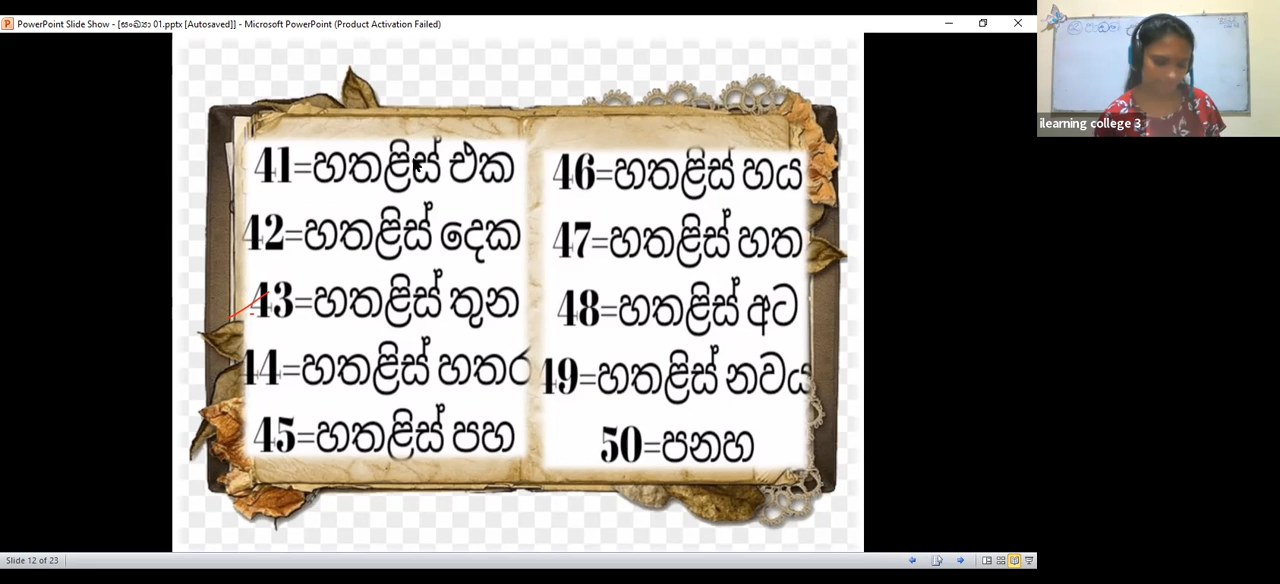 PowerPoint Slide Show - [සංඛ්‍යා 01.pptx [Autosaved]] - Microsoft PowerPoint (Product Activation Failed)
ilearning college 3
41=හතළිස් එක
42=හතළිස් දෙක
43=හතළිස් තුන
44=හතළිස් හතර
45=හතළිස් පහ
46=හතළිස් හය
47=හතළිස් හත
48=හතළිස් අට
49=හතළිස් නවය
50=පනහ
Slide 12 of 23